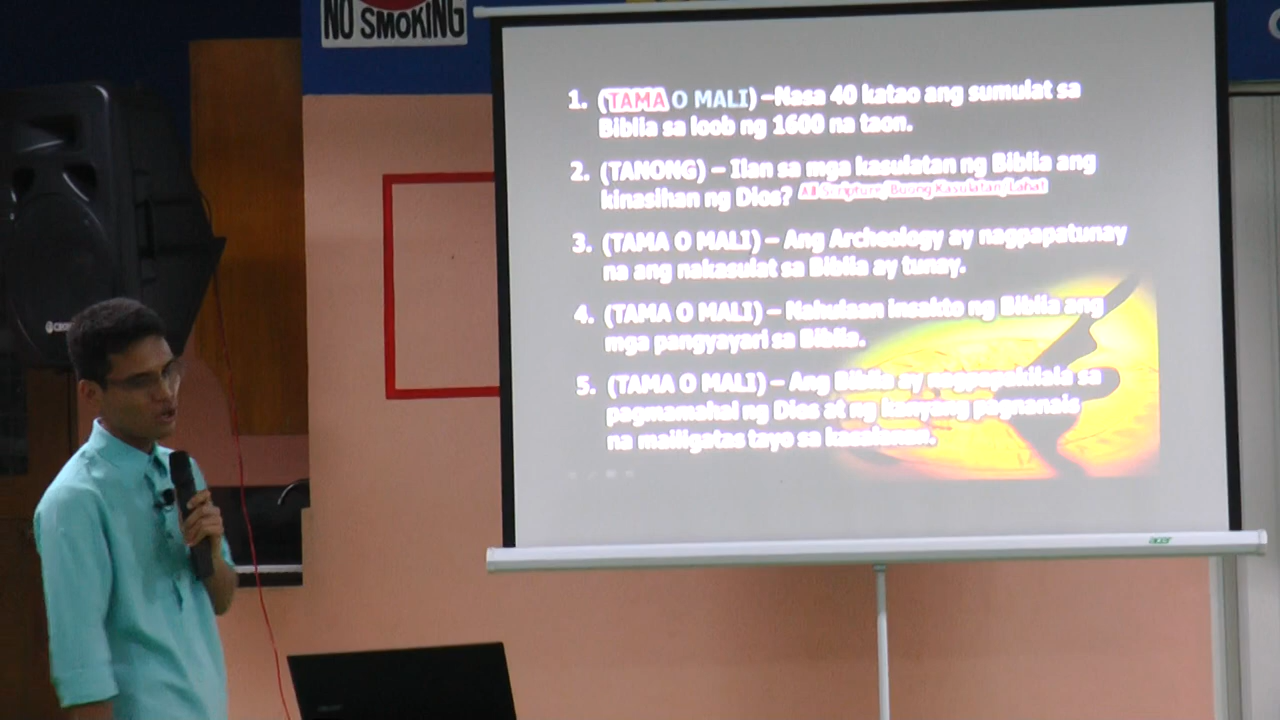 NO SMOKING
1. (TAMA O MALI) –Nasa 40 katao ang sumulat sa
Biblia sa loob ng 1600 na taon.
2. (TANONG) – Ilan sa mga kasulatan ng Biblia ang
kinasihan ng Dios? All Scripture, Buong Kasulatan, Lahat
3. (TAMA O MALI) – Ang Archeology ay nagpapatunay
na ang nakasulat sa Biblia ay tunay.
4. (TAMA O MALI) – Nahulaan insakto ng Biblia ang
mga pangyayari sa Biblia.
5. (TAMA O MALI) – Ang Biblia ay nagpapakilala sa
pagmamahal ng Dios at ng kanyang pagnanais
na maligatas tayo sa kasalanan.
acer